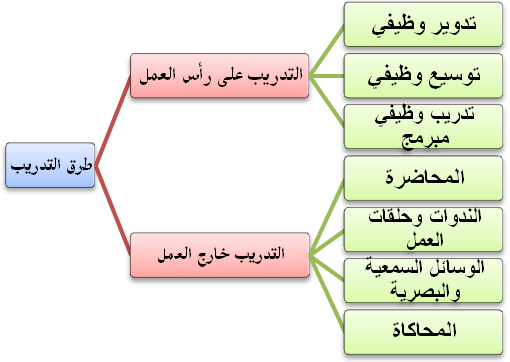 طرق التدريب
التدريب على رأس العمل
تدوير وظيفي
توسيع وظيفي
تدريب وظيفي
مبرمج
التدريب خارج العمل
المحاضرة
الندوات وحلقات
العمل
الوسائل السمعية
والبصرية
المحاكاة